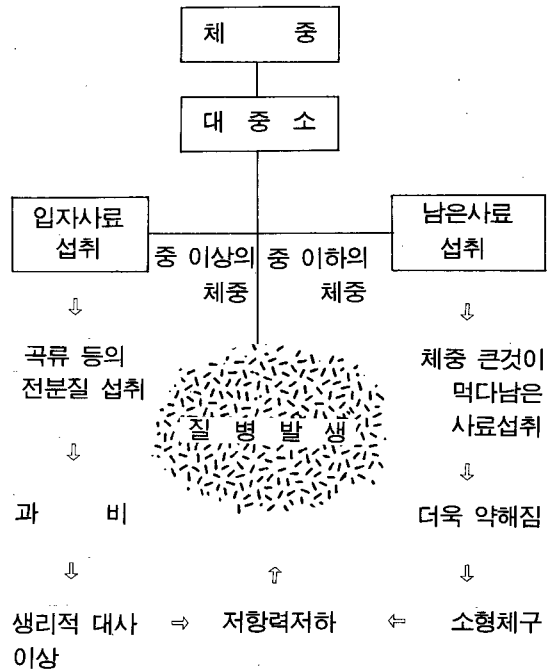 체 중
대 중 소
입자사료
섭취
남은사료
섭취
중 이상의
체중
중 이하의
체중
곡류 등의
전분질 섭취
체중 큰것이
먹다남은
사료섭취
질 병 발 생
과 비
더욱 약해짐
생리적 대사
이상
저항력저하
소형체구